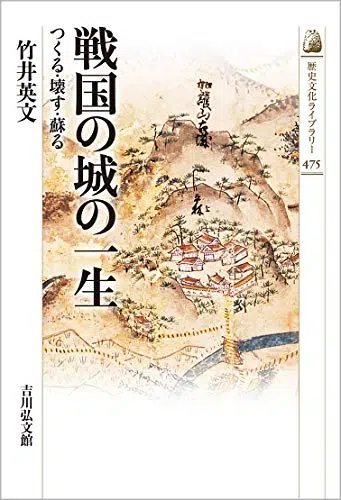 歴史文化ライブラリー
475
戦国の城の一生
つくる・壊す・蘇る
竹井英文
吉川弘文館